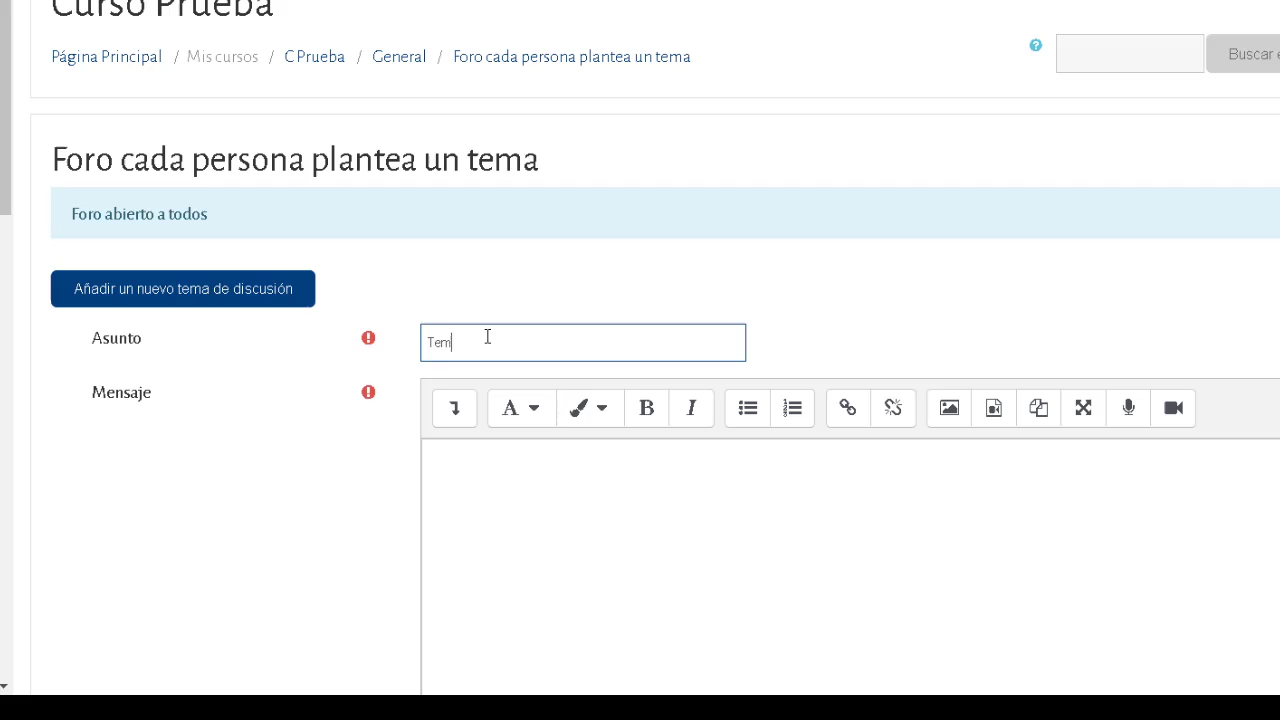 Curso Prueba
Página Principal / Mis cursos / C Prueba / General / Foro cada persona plantea un tema
Buscar
Foro cada persona plantea un tema
Foro abierto a todos
Añadir un nuevo tema de discusión
Asunto
Tem
Mensaje